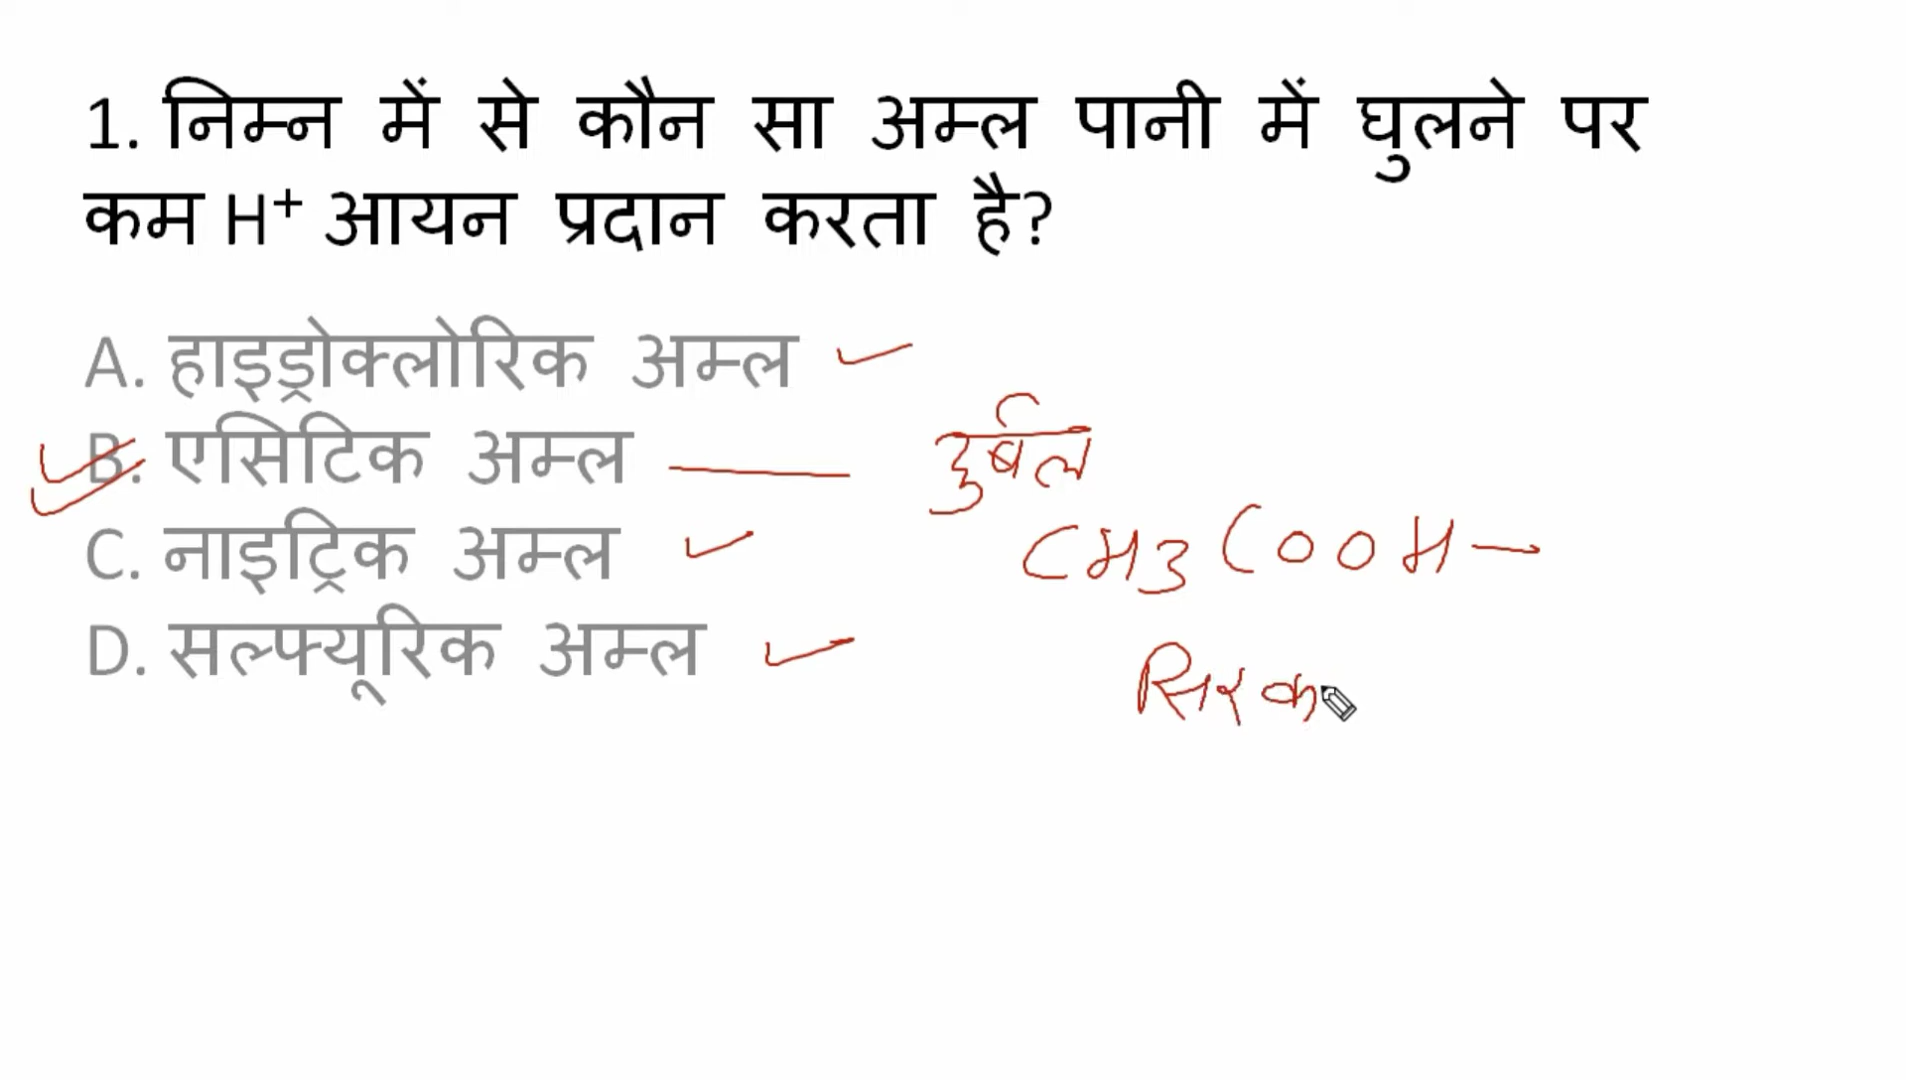 1. निम्न में से कौन सा अम्ल पानी में घुलने पर
कम H⁺ आयन प्रदान करता है?
A. हाइड्रोक्लोरिक अम्ल
B. एसिटिक अम्ल
दुर्बल
CH3COOH
C. नाइट्रिक अम्ल
D. सल्फ्यूरिक अम्ल
सिरक